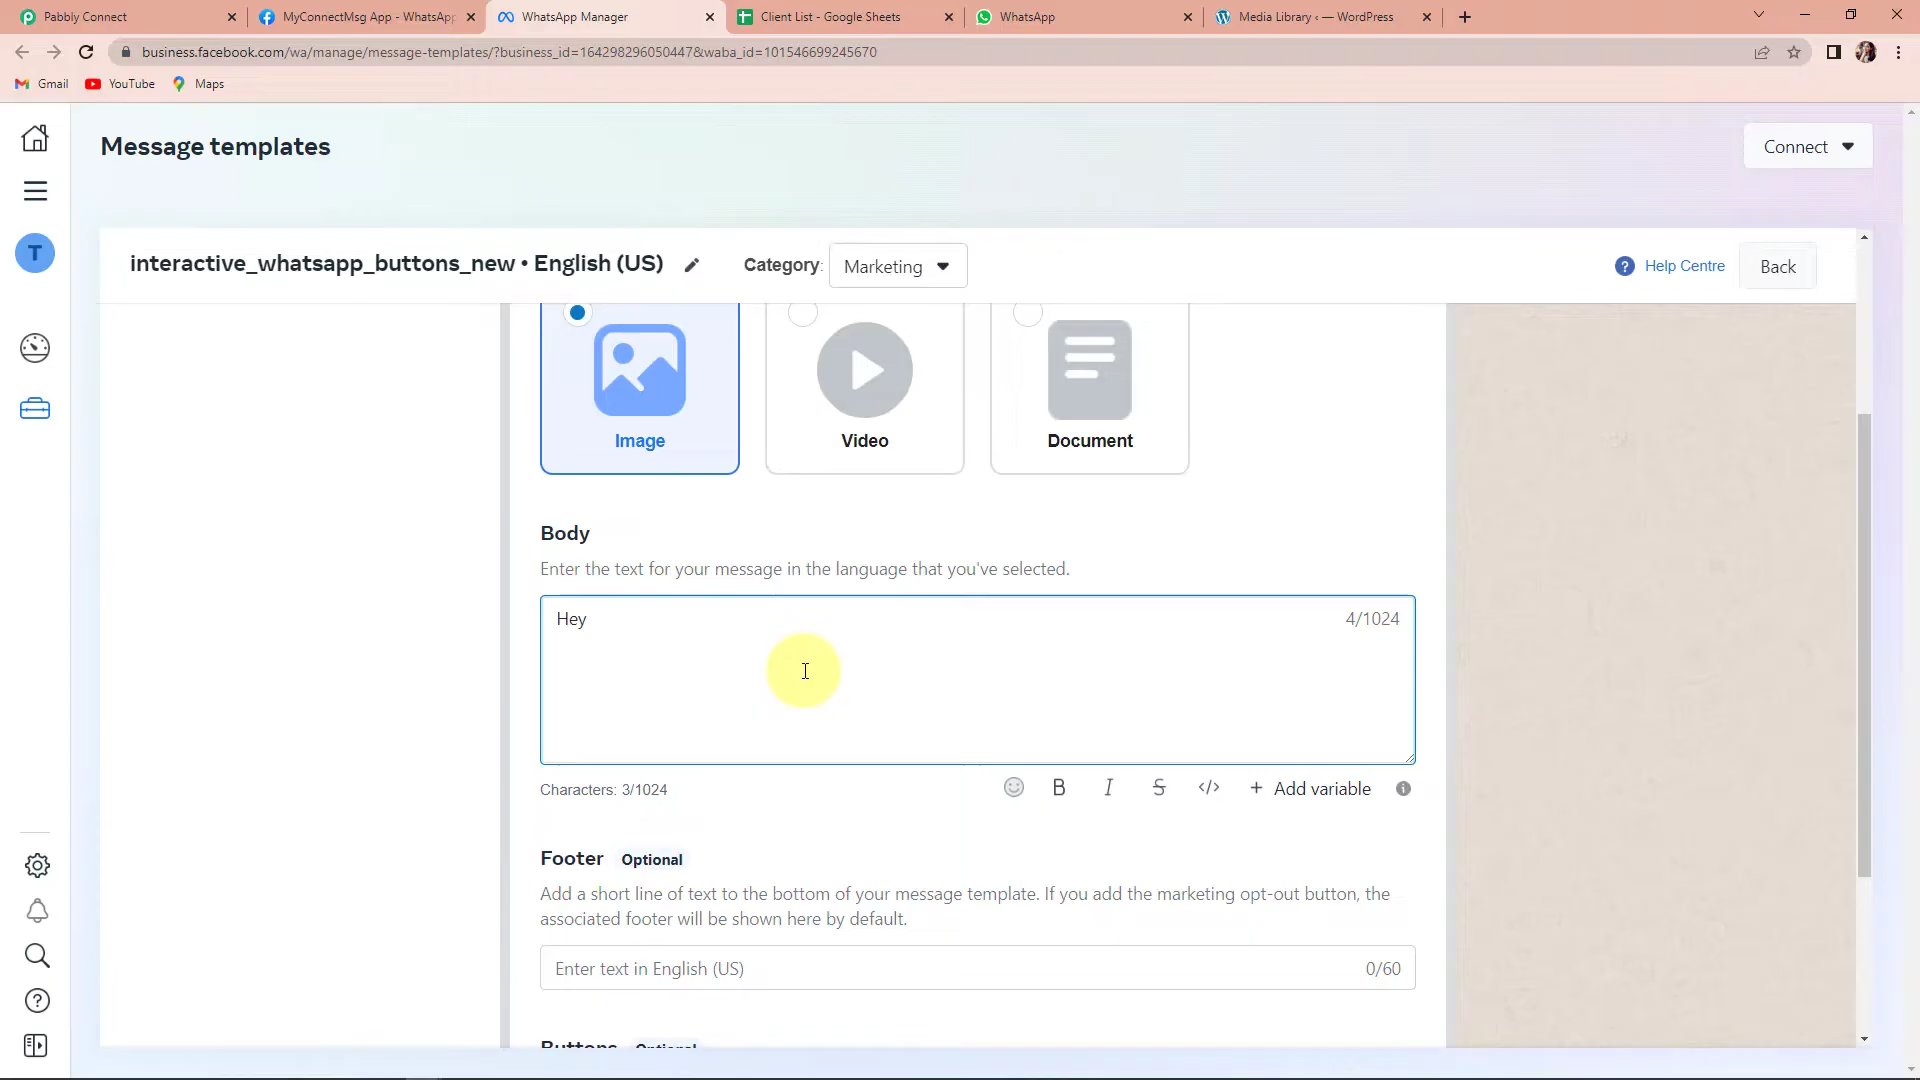 Pabbly Connect
MyConnectMsg App - WhatsApp
WhatsApp Manager
Client List - Google Sheets
WhatsApp
Media Library ‹ — WordPress
business.facebook.com/wa/manage/message-templates/?business_id=164298296050447&waba_id=101546699245670
Gmail
YouTube
Maps
Message templates
Connect
T
interactive_whatsapp_buttons_new • English (US)
Category:
Marketing
Help Centre
Back
Image
Video
Document
Body
Enter the text for your message in the language that you've selected.
Hey
4/1024
Characters: 3/1024
B I S </> + Add variable
Footer Optional
Add a short line of text to the bottom of your message template. If you add the marketing opt-out button, the
associated footer will be shown here by default.
Enter text in English (US)
0/60
Buttons Optional